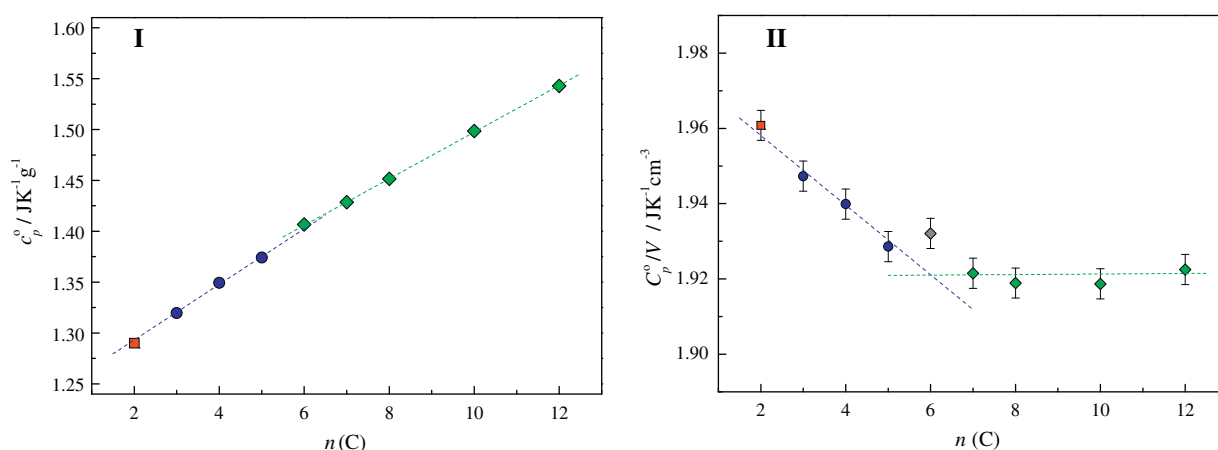 I
1.60
1.55
1.50
1.45
1.40
1.35
1.30
1.25
c_p^o / JK^-1 g^-1
2 4 6 8 10 12
n (C)
II
1.98
1.96
1.94
1.92
1.90
C_p^o/V / JK^-1 cm^-3
2 4 6 8 10 12
n (C)